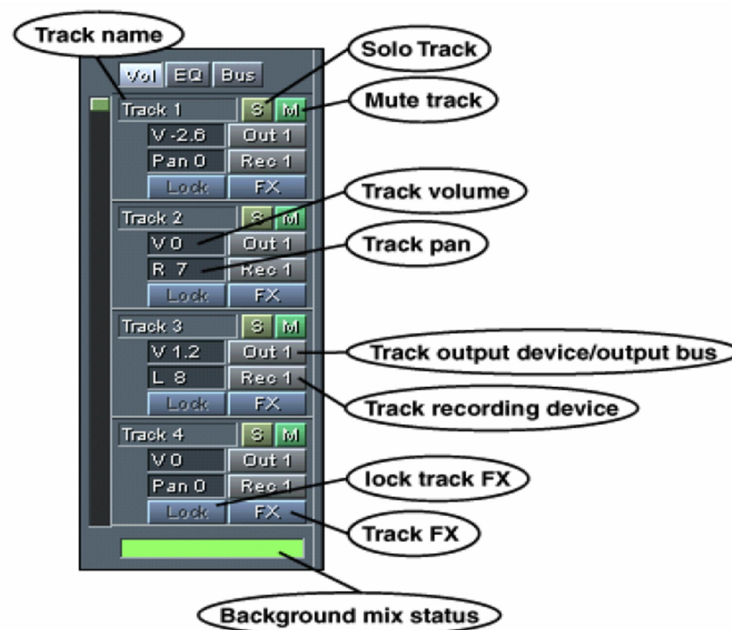 Track name
Solo Track
Vol EQ Bus
Track 1 S M
Mute track
V -2.6 Out 1
Pan 0 Rec 1
Lock FX
Track volume
Track 2 S M
V 0 Out 1
Track pan
R 7 Rec 1
Lock FX
Track 3 S M
V 1.2 Out 1
Track output device/output bus
L 8 Rec 1
Track recording device
Lock FX
Track 4 S M
V 0 Out 1
lock track FX
Pan 0 Rec 1
Lock FX
Track FX
Background mix status